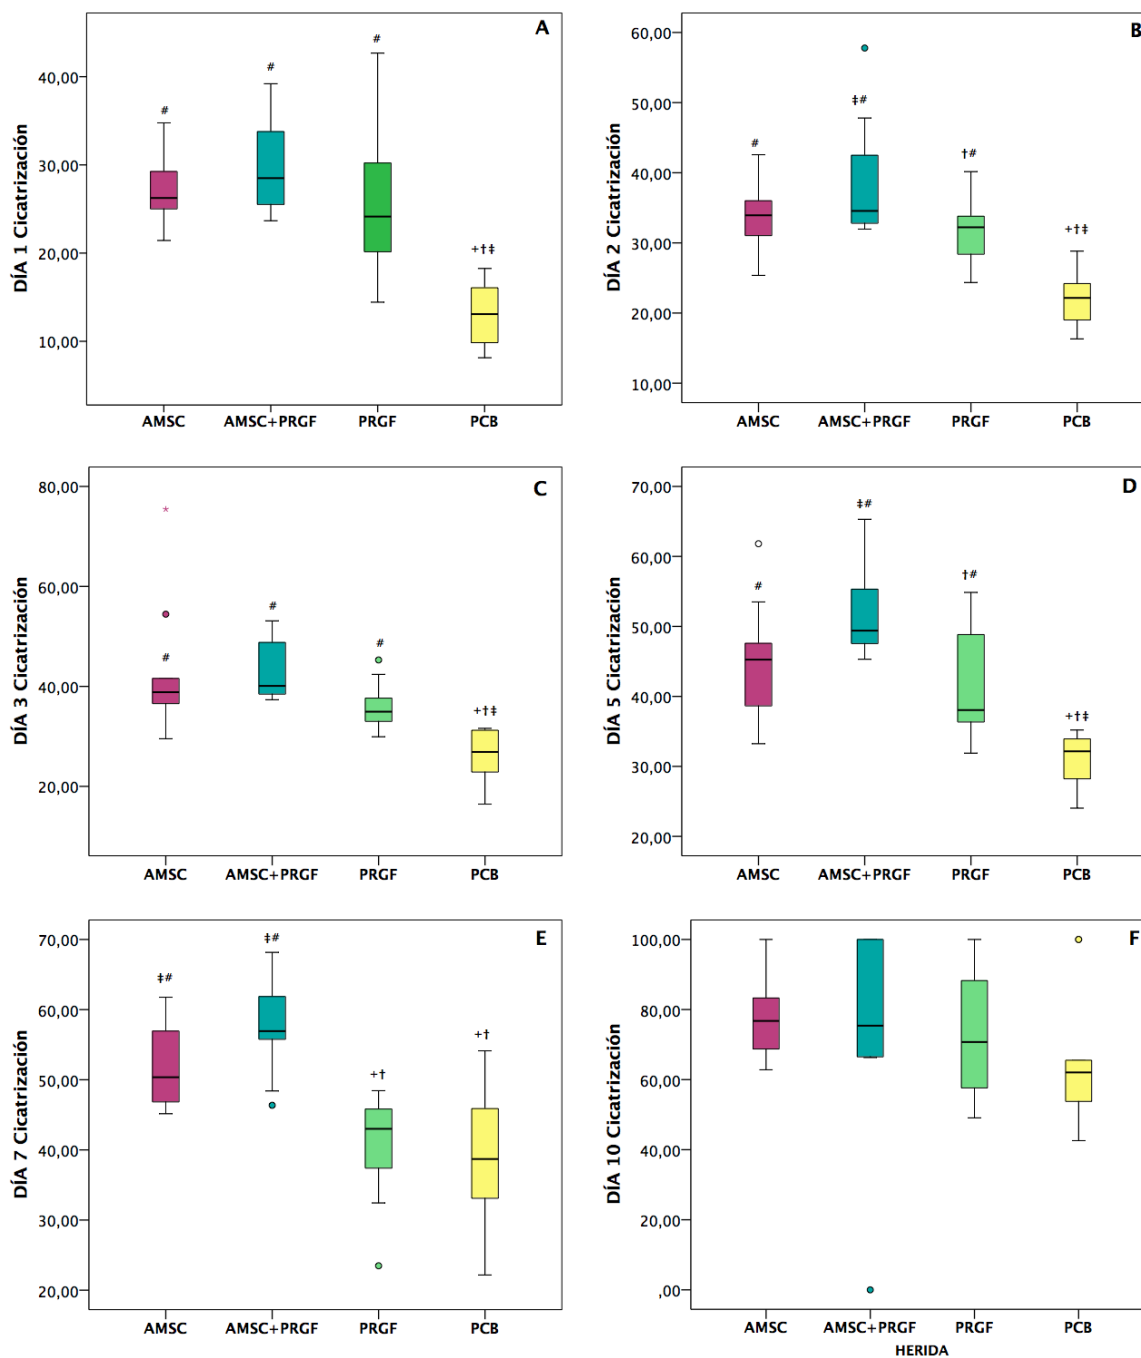 A
DÍA 1 Cicatrización
40,00
30,00
20,00
10,00
#
#
#
+†‡
AMSC
AMSC+PRGF
PRGF
PCB
B
DÍA 2 Cicatrización
60,00
50,00
40,00
30,00
20,00
10,00
#
‡#
†#
+†‡
AMSC
AMSC+PRGF
PRGF
PCB
C
DÍA 3 Cicatrización
80,00
60,00
40,00
20,00
*
#
#
#
+†‡
AMSC
AMSC+PRGF
PRGF
PCB
D
DÍA 5 Cicatrización
70,00
60,00
50,00
40,00
30,00
20,00
#
‡#
†#
+†‡
AMSC
AMSC+PRGF
PRGF
PCB
E
DÍA 7 Cicatrización
70,00
60,00
50,00
40,00
30,00
20,00
‡#
‡#
+†
+†
AMSC
AMSC+PRGF
PRGF
PCB
F
DÍA 10 Cicatrización
100,00
80,00
60,00
40,00
20,00
,00
AMSC
AMSC+PRGF
PRGF
PCB
HERIDA